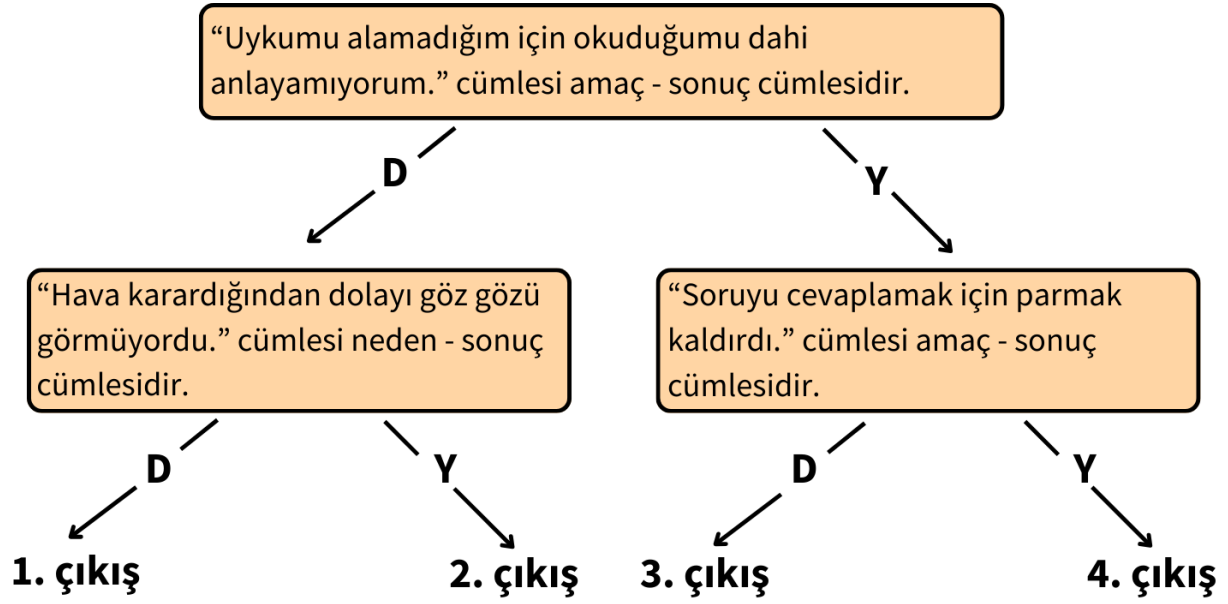 “Uykumu alamadığım için okuduğumu dahi
anlayamıyorum.” cümlesi amaç - sonuç cümlesidir.
D
Y
“Hava karardığından dolayı göz gözü
görmüyordu.” cümlesi neden - sonuç
cümlesidir.
“Soruyu cevaplamak için parmak
kaldırdı.” cümlesi amaç - sonuç
cümlesidir.
D
Y
D
Y
1. çıkış
2. çıkış
3. çıkış
4. çıkış